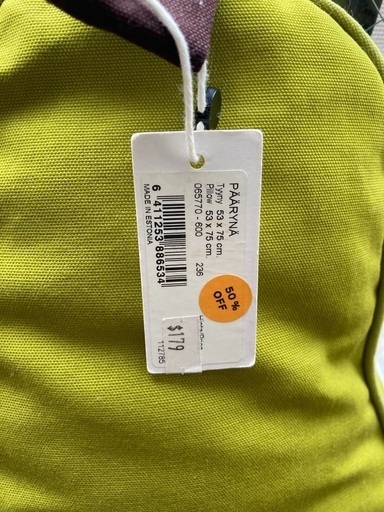 PÄÄRYNÄ
Tyyny 53 x 75 cm.
Pillow 53 x 75 cm.
065770 - 600 236
6 411253 886534
MADE IN ESTONIA
50%
OFF
$179
112785